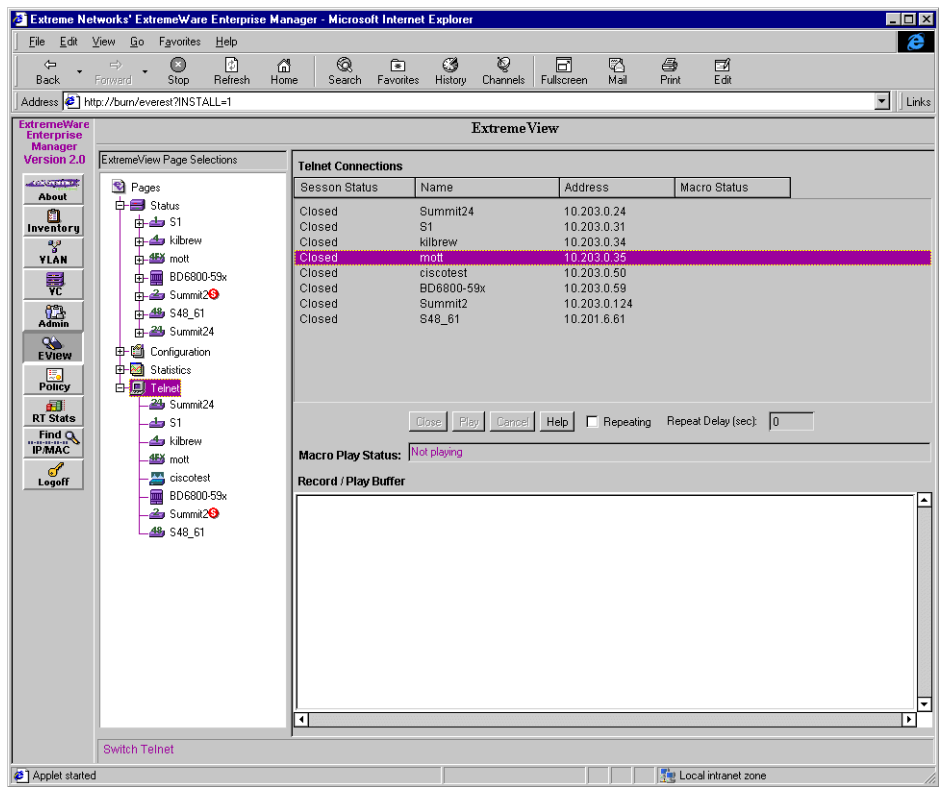 Extreme Networks' ExtremeWare Enterprise Manager - Microsoft Internet Explorer
File Edit View Go Favorites Help
Back Forward Stop Refresh Home Search Favorites History Channels Fullscreen Mail Print Edit
Address http://burn/everest?INSTALL=1 Links
ExtremeWare
Enterprise
Manager
Version 2.0
About
Inventory
VLAN
VC
Admin
EView
Policy
RT Stats
Find
IP/MAC
Logoff
ExtremeView
ExtremeView Page Selections
Pages
Status
S1
kilbrew
mott
BD6800-59x
Summit2 S
S48_61
Summit24
Configuration
Statistics
Telnet
Summit24
S1
kilbrew
mott
ciscotest
BD6800-59x
Summit2 S
S48_61
Telnet Connections
Sesson Status Name Address Macro Status
Closed Summit24 10.203.0.24
Closed S1 10.203.0.31
Closed kilbrew 10.203.0.34
Closed mott 10.203.0.35
Closed ciscotest 10.203.0.50
Closed BD6800-59x 10.203.0.59
Closed Summit2 10.203.0.124
Closed S48_61 10.201.6.61
Close Play Cancel Help Repeating Repeat Delay (sec): 0
Macro Play Status: Not playing
Record / Play Buffer
Switch Telnet
Applet started Local intranet zone